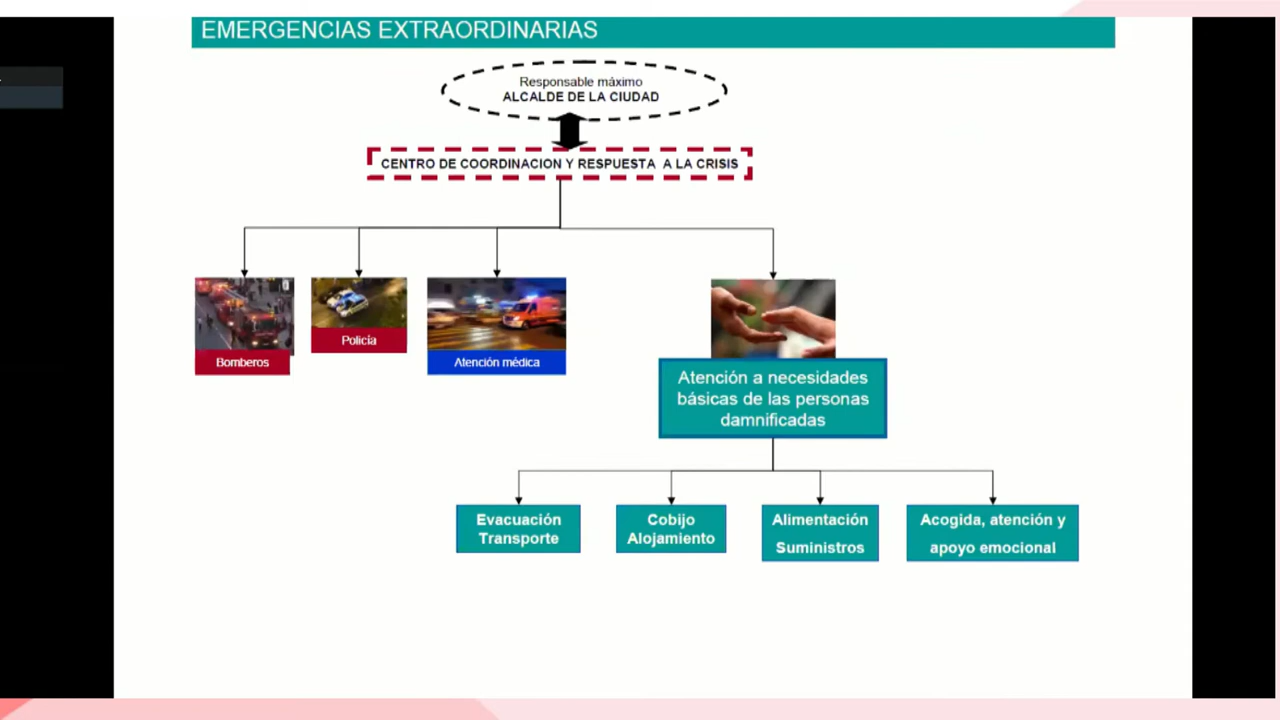 EMERGENCIAS EXTRAORDINARIAS
Responsable máximo
ALCALDE DE LA CIUDAD
CENTRO DE COORDINACION Y RESPUESTA A LA CRISIS
Bomberos
Policía
Atención médica
Atención a necesidades
básicas de las personas
damnificadas
Evacuación
Transporte
Cobijo
Alojamiento
Alimentación
Suministros
Acogida, atención y
apoyo emocional